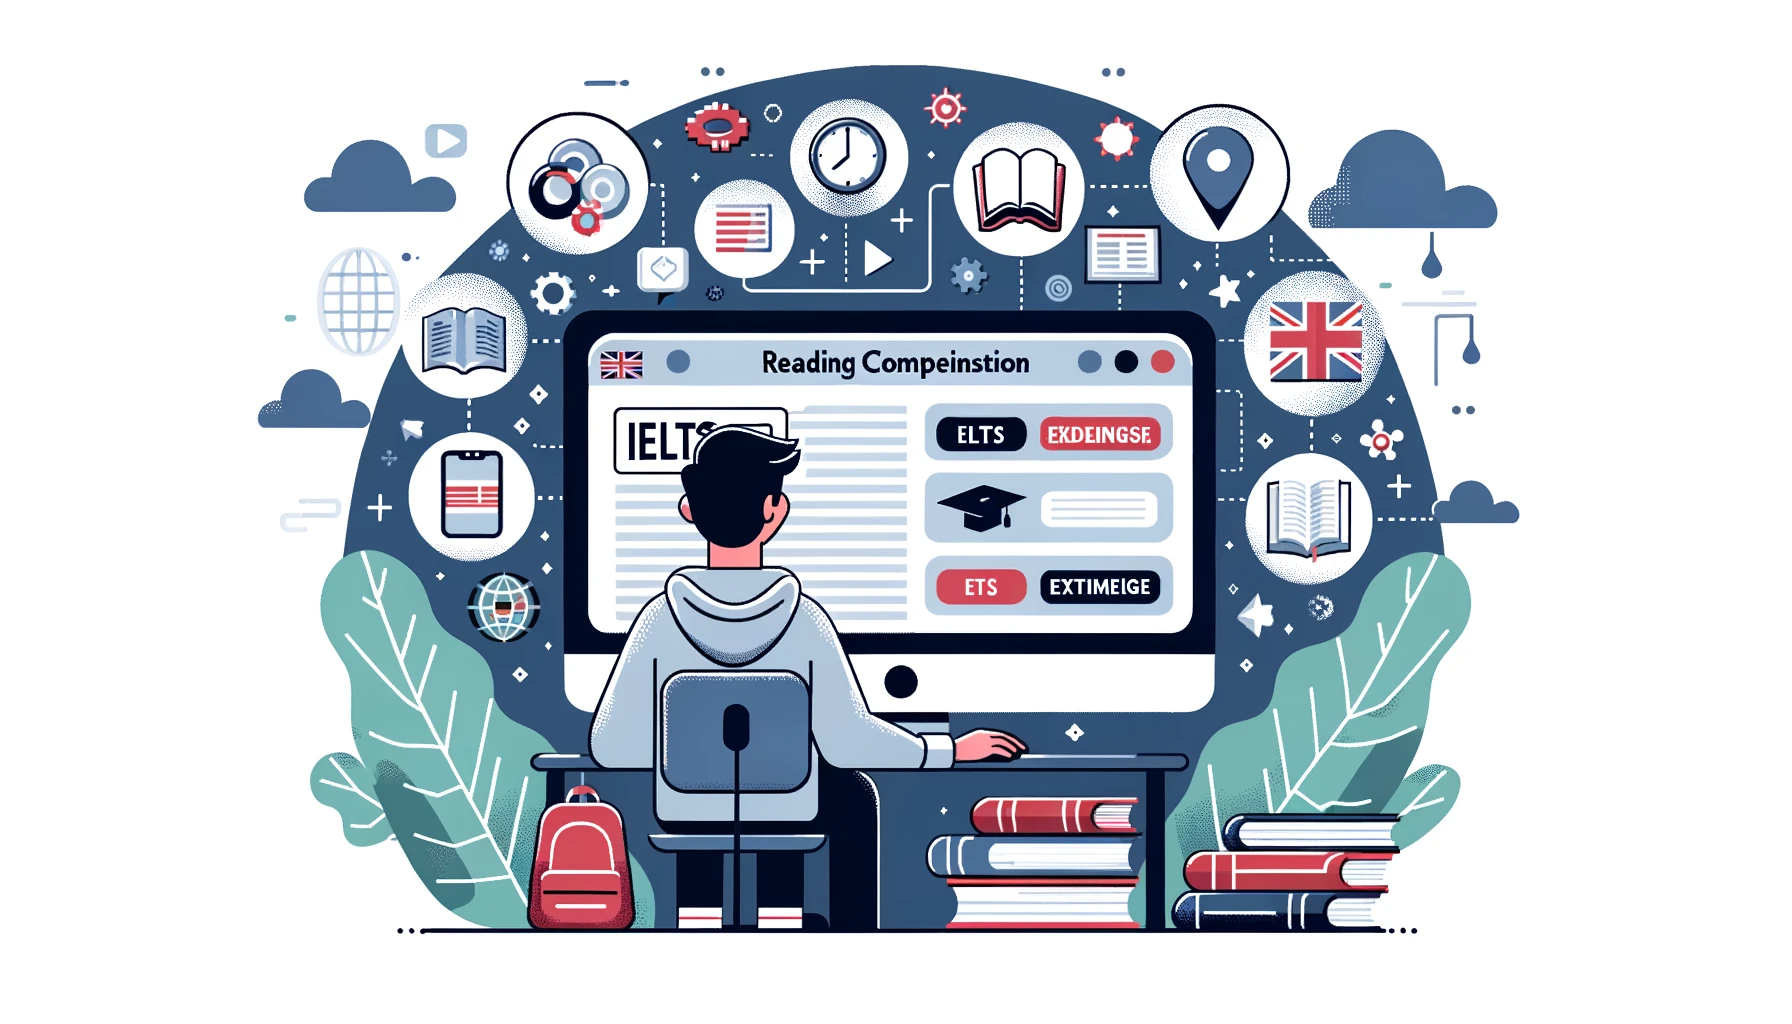 Reading Compeinstion
IELTS
ELTS
EXDEINGSE
ETS
EXTIMEIGE